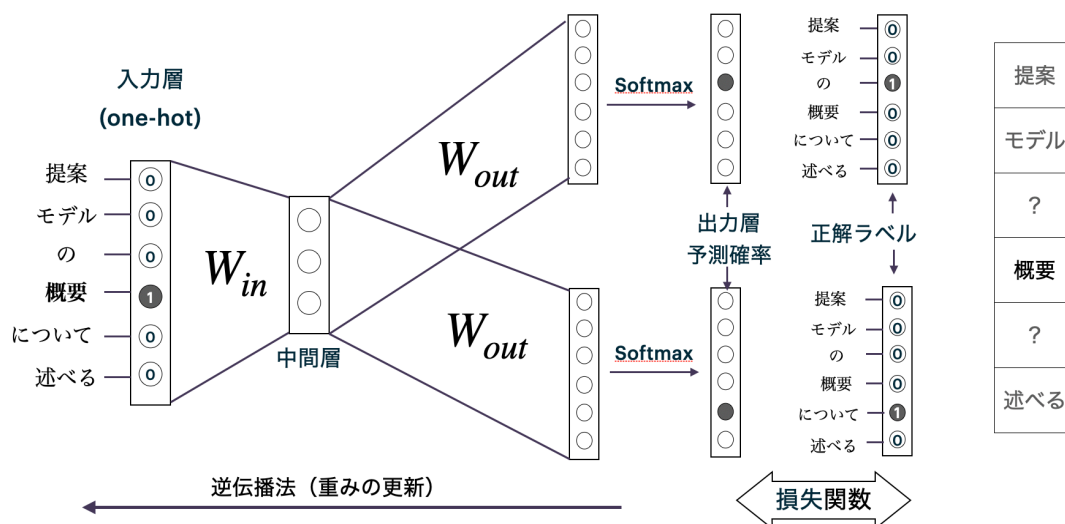 入力層
(one-hot)
提案 0
モデル 0
の 0
概要 1
について 0
述べる 0
W_in
中間層
W_out
W_out
Softmax
Softmax
出力層
予測確率
提案 0
モデル 0
の 1
概要 0
について 0
述べる 0
正解ラベル
提案 0
モデル 0
の 0
概要 0
について 1
述べる 0
逆伝播法（重みの更新）
損失関数
提案
モデル
?
概要
?
述べる